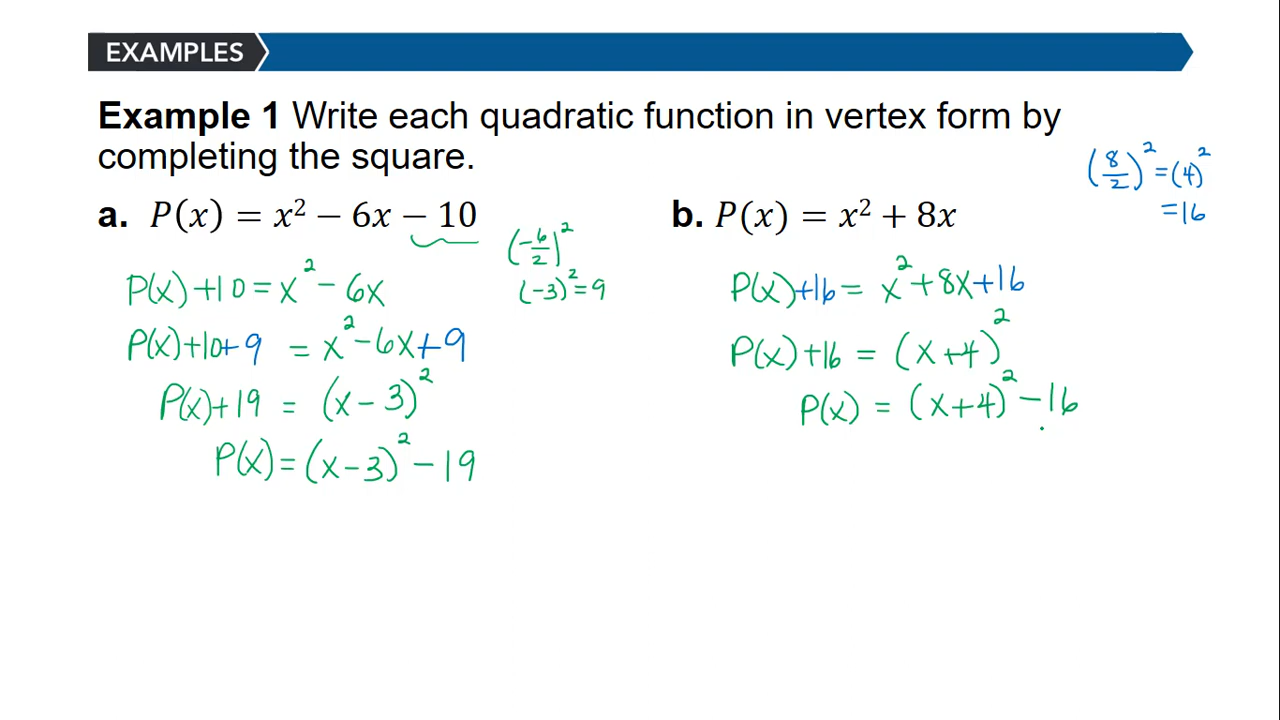 EXAMPLES
Example 1 Write each quadratic function in vertex form by
completing the square.
a. P(x) = x² − 6x − 10
(-6/2)²
(-3)² = 9
P(x)+10 = x² - 6x
P(x)+10+9 = x² - 6x + 9
P(x)+19 = (x-3)²
P(x) = (x-3)² - 19
b. P(x) = x² + 8x
(8/2)² = (4)²
= 16
P(x)+16 = x² + 8x + 16
P(x)+16 = (x+4)²
P(x) = (x+4)² - 16